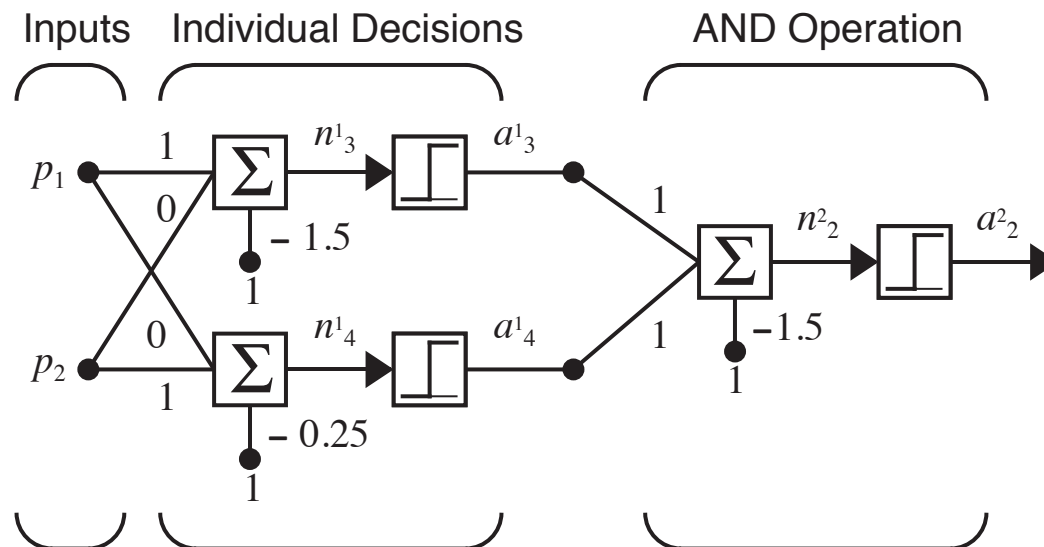 Inputs Individual Decisions AND Operation
1 n¹₃ a¹₃
p₁ 1
0 n²₂ a²₂
− 1.5
1
0 n¹₄ a¹₄ 1 −1.5
p₂ 1
1
− 0.25
1